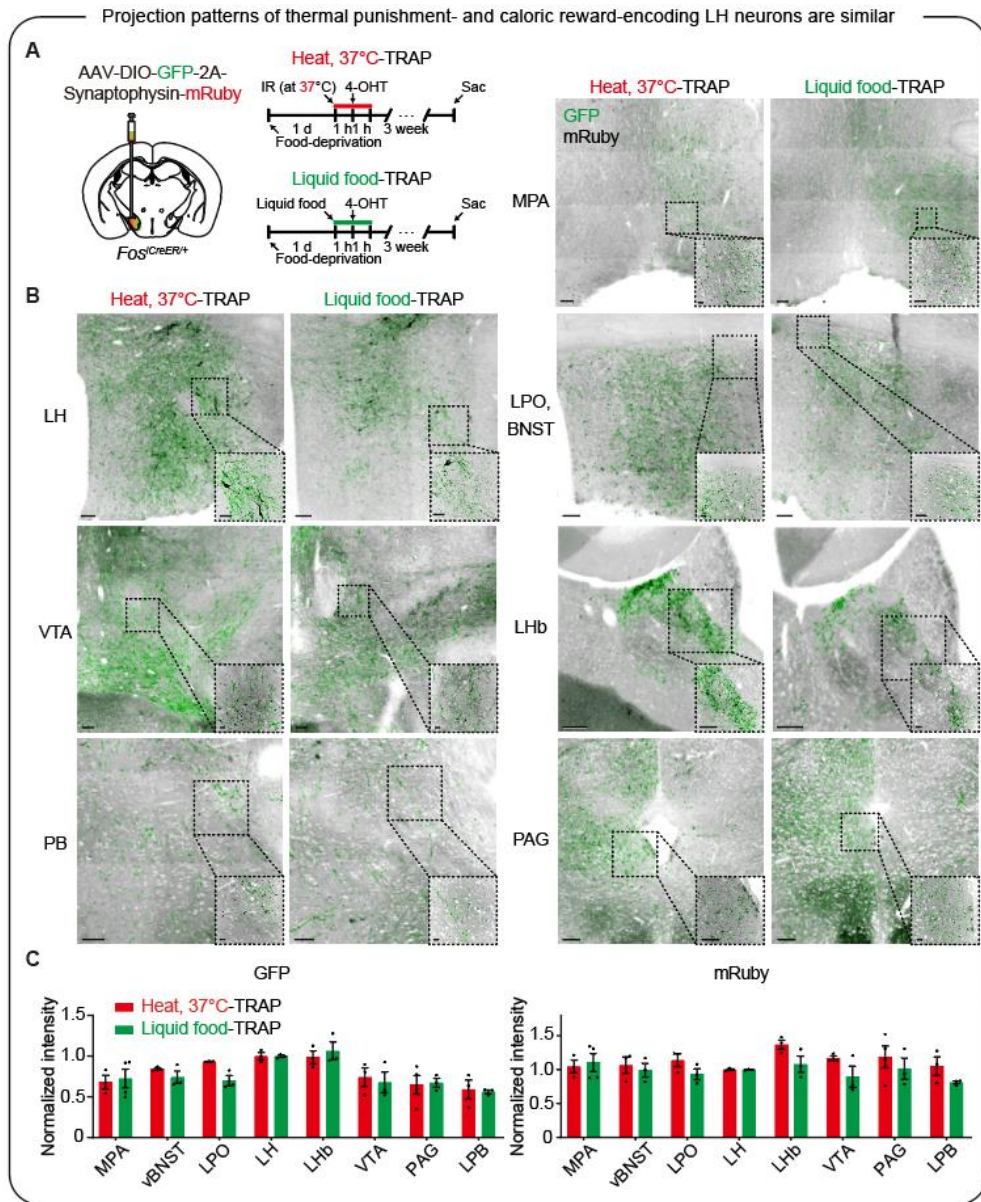 Projection patterns of thermal punishment- and caloric reward-encoding LH neurons are similar
A
AAV-DIO-GFP-2A-
Synaptophysin-mRuby
Fos^iCreER/+
Heat, 37°C-TRAP
IR (at 37°C) 4-OHT
Sac
1 d 1 h 1 h 3 week
Food-deprivation
Liquid food-TRAP
Liquid food 4-OHT
Sac
1 d 1 h1 h 3 week
Food-deprivation
Heat, 37°C-TRAP Liquid food-TRAP
GFP
mRuby
MPA
B
Heat, 37°C-TRAP Liquid food-TRAP
LH
LPO,
BNST
VTA
LHb
PB
PAG
C
GFP
Normalized intensity
Heat, 37°C-TRAP
Liquid food-TRAP
1.5
1.0
0.5
0
MPA vBNST LPO LH LHb VTA PAG LPB
mRuby
Normalized intensity
1.5
1.0
0.5
0
MPA vBNST LPO LH LHb VTA PAG LPB